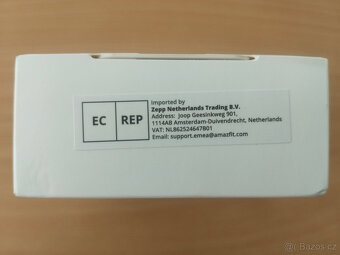 Imported by
Zepp Netherlands Trading B.V.
Address: Joop Geesinkweg 901,
1114AB Amsterdam-Duivendrecht, Netherlands
VAT: NL862524647B01
Email: support.emea@amazfit.com
EC REP
sbazar.cz